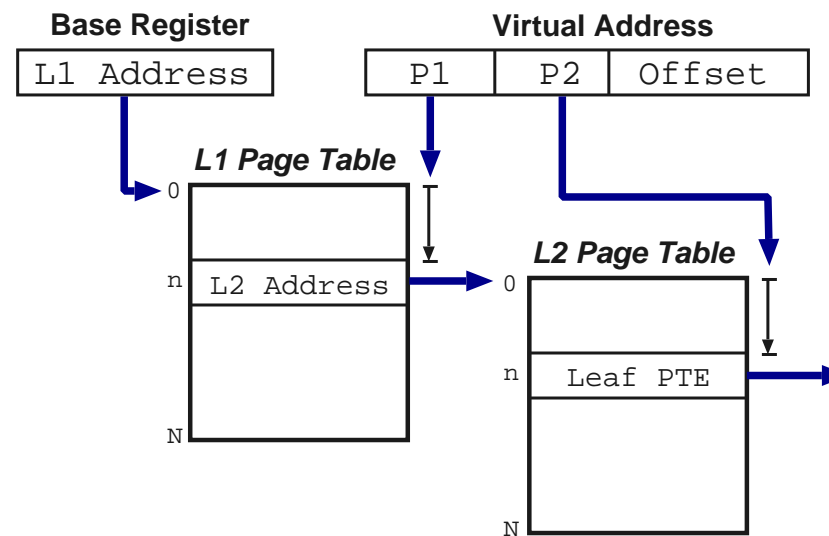 Base Register
Virtual Address
L1 Address
P1 P2 Offset
L1 Page Table
0
L2 Page Table
n L2 Address
0
n Leaf PTE
N
N